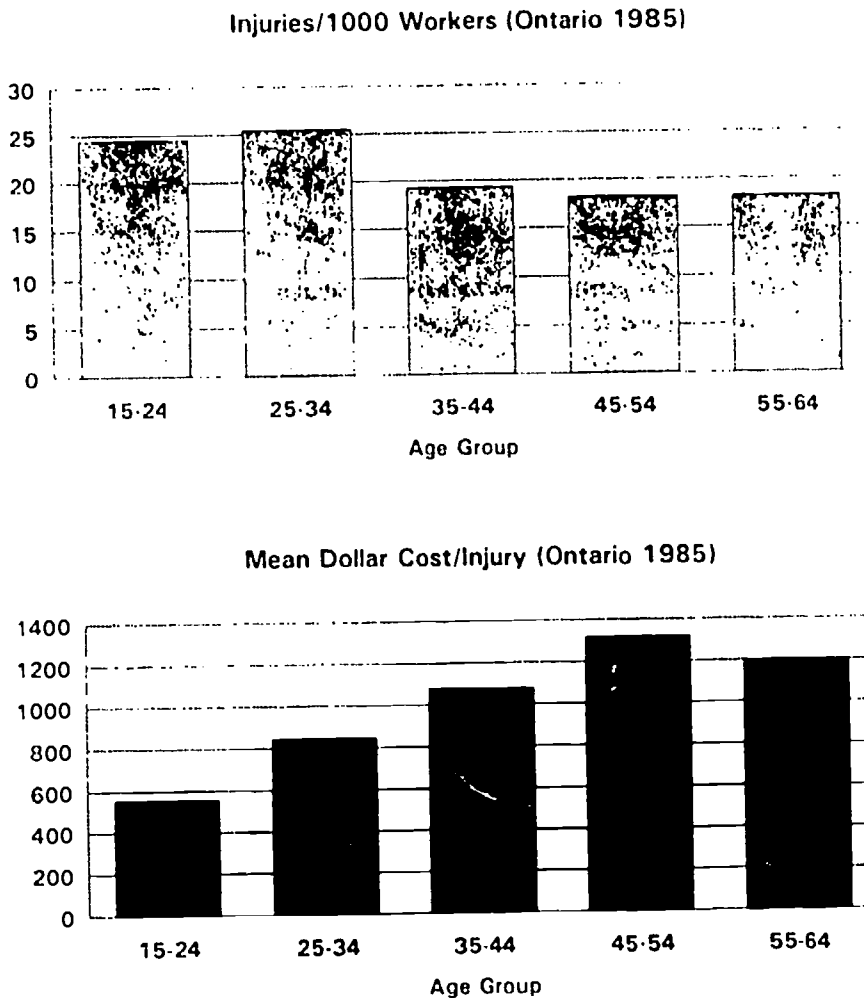 Injuries/1000 Workers (Ontario 1985)
30
25
20
15
10
5
0
15-24 25-34 35-44 45-54 55-64
Age Group
Mean Dollar Cost/Injury (Ontario 1985)
1400
1200
1000
800
600
400
200
0
15-24 25-34 35-44 45-54 55-64
Age Group